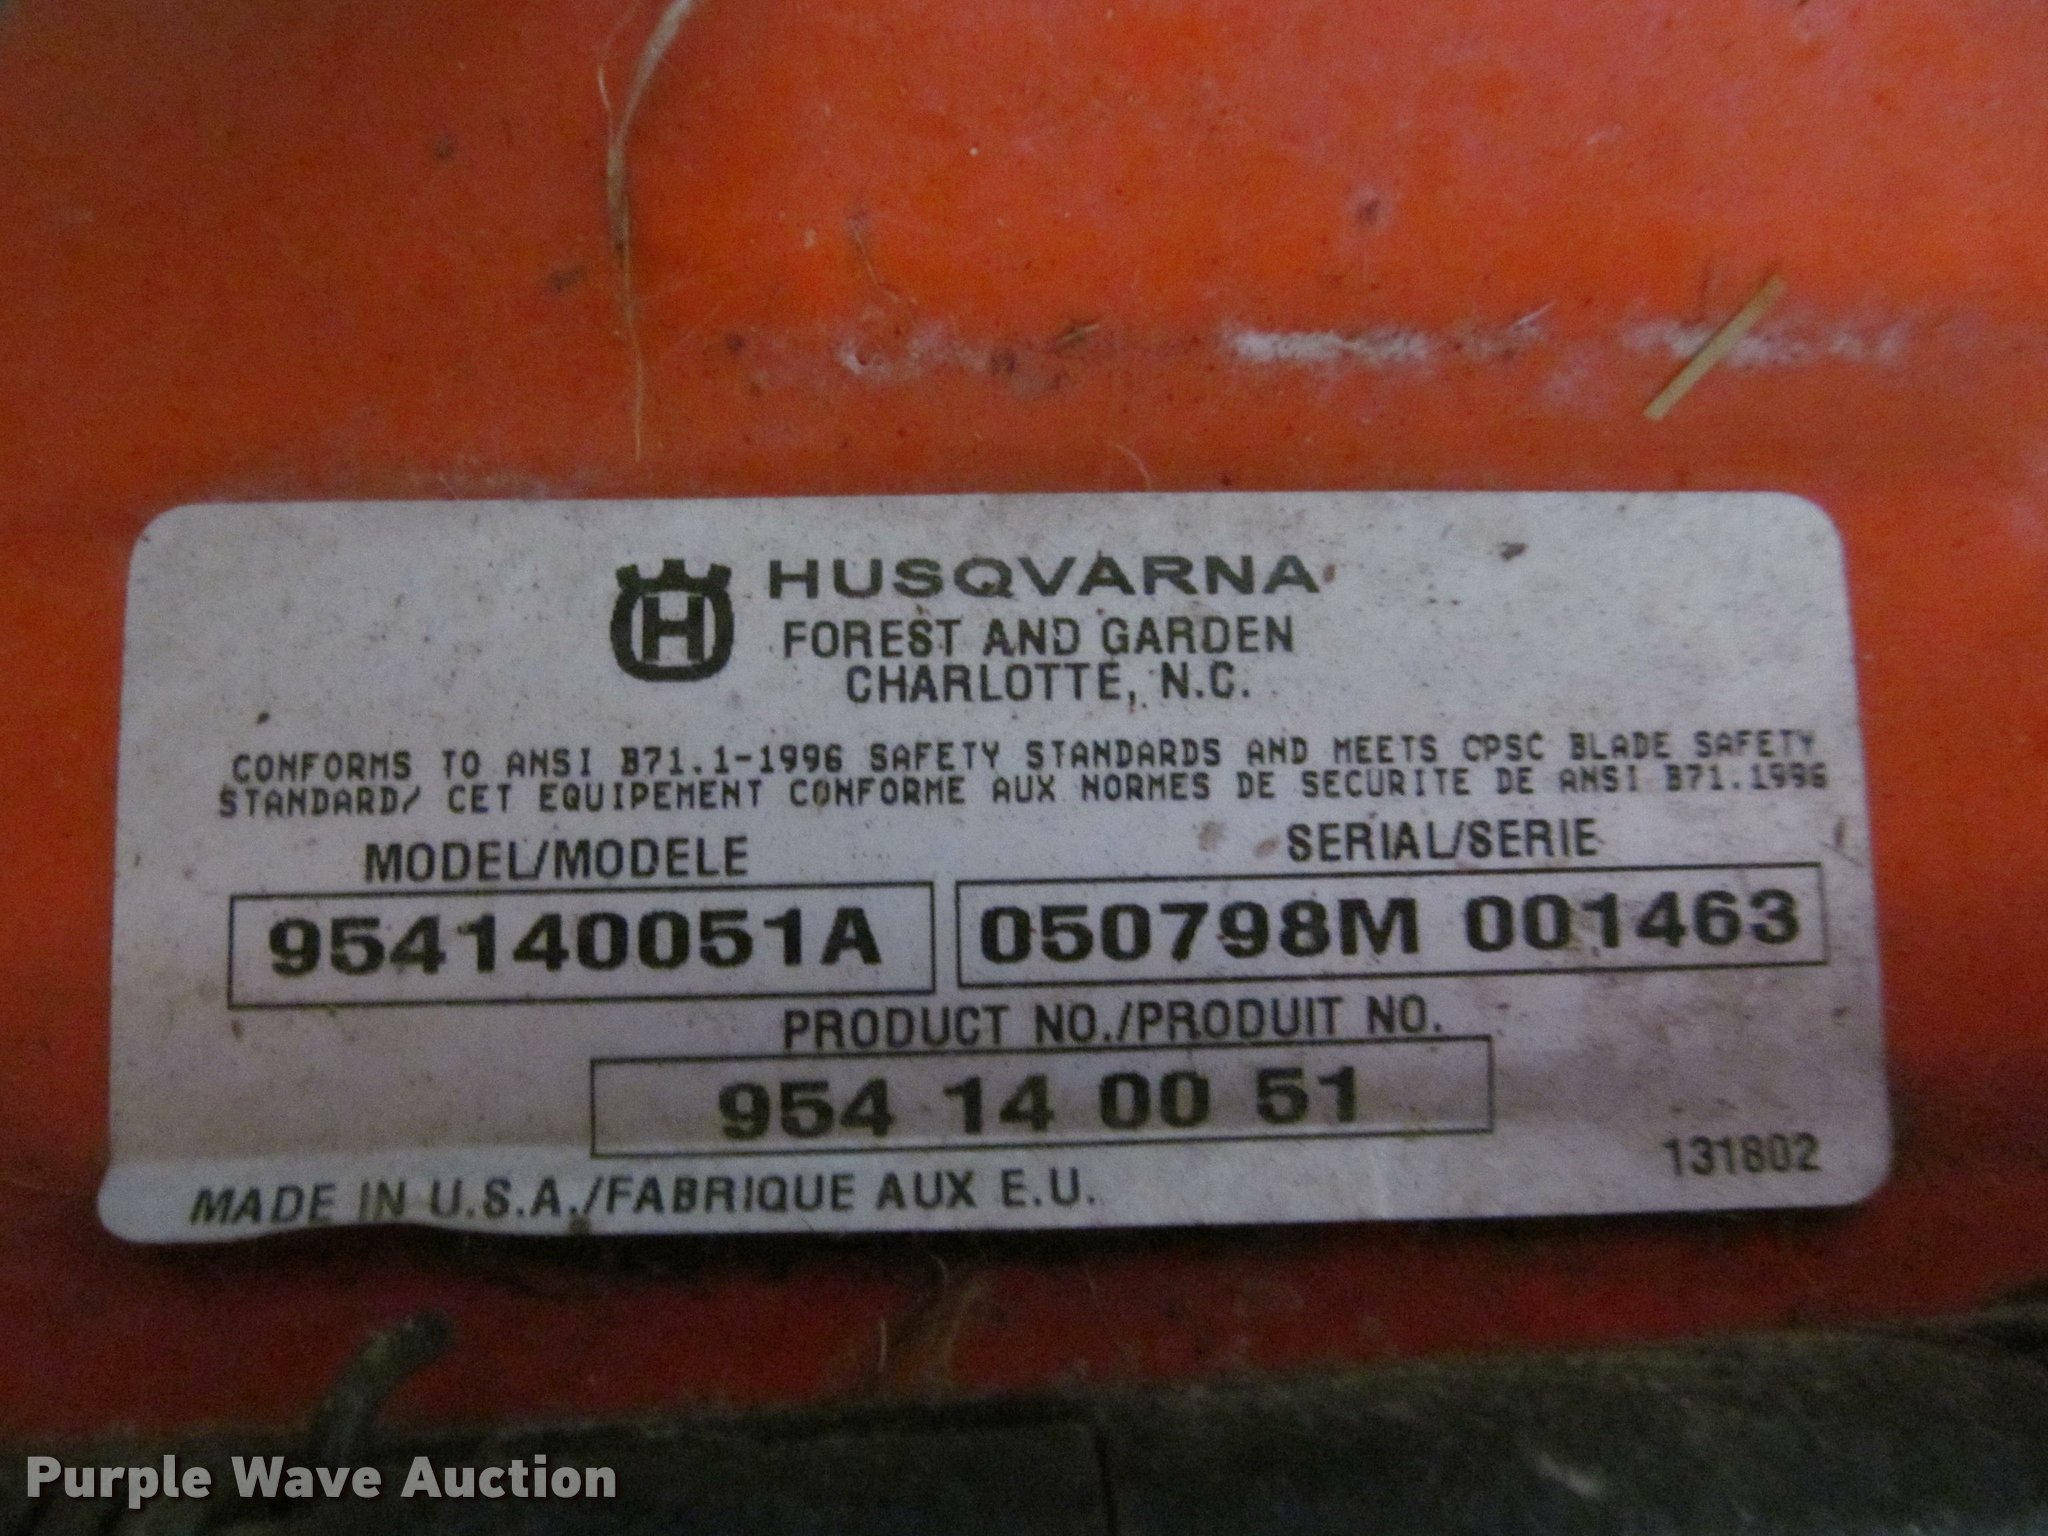 HUSQVARNA
FOREST AND GARDEN
CHARLOTTE, N.C.
CONFORMS TO ANSI B71.1-1996 SAFETY STANDARDS AND MEETS CPSC BLADE SAFETY
STANDARD/ CET EQUIPEMENT CONFORME AUX NORMES DE SECURITE DE ANSI B71.1996
MODEL/MODELE
954140051A
SERIAL/SERIE
050798M 001463
PRODUCT NO./PRODUIT NO.
954 14 00 51
131802
MADE IN U.S.A./FABRIQUE AUX E.U.
Purple Wave Auction